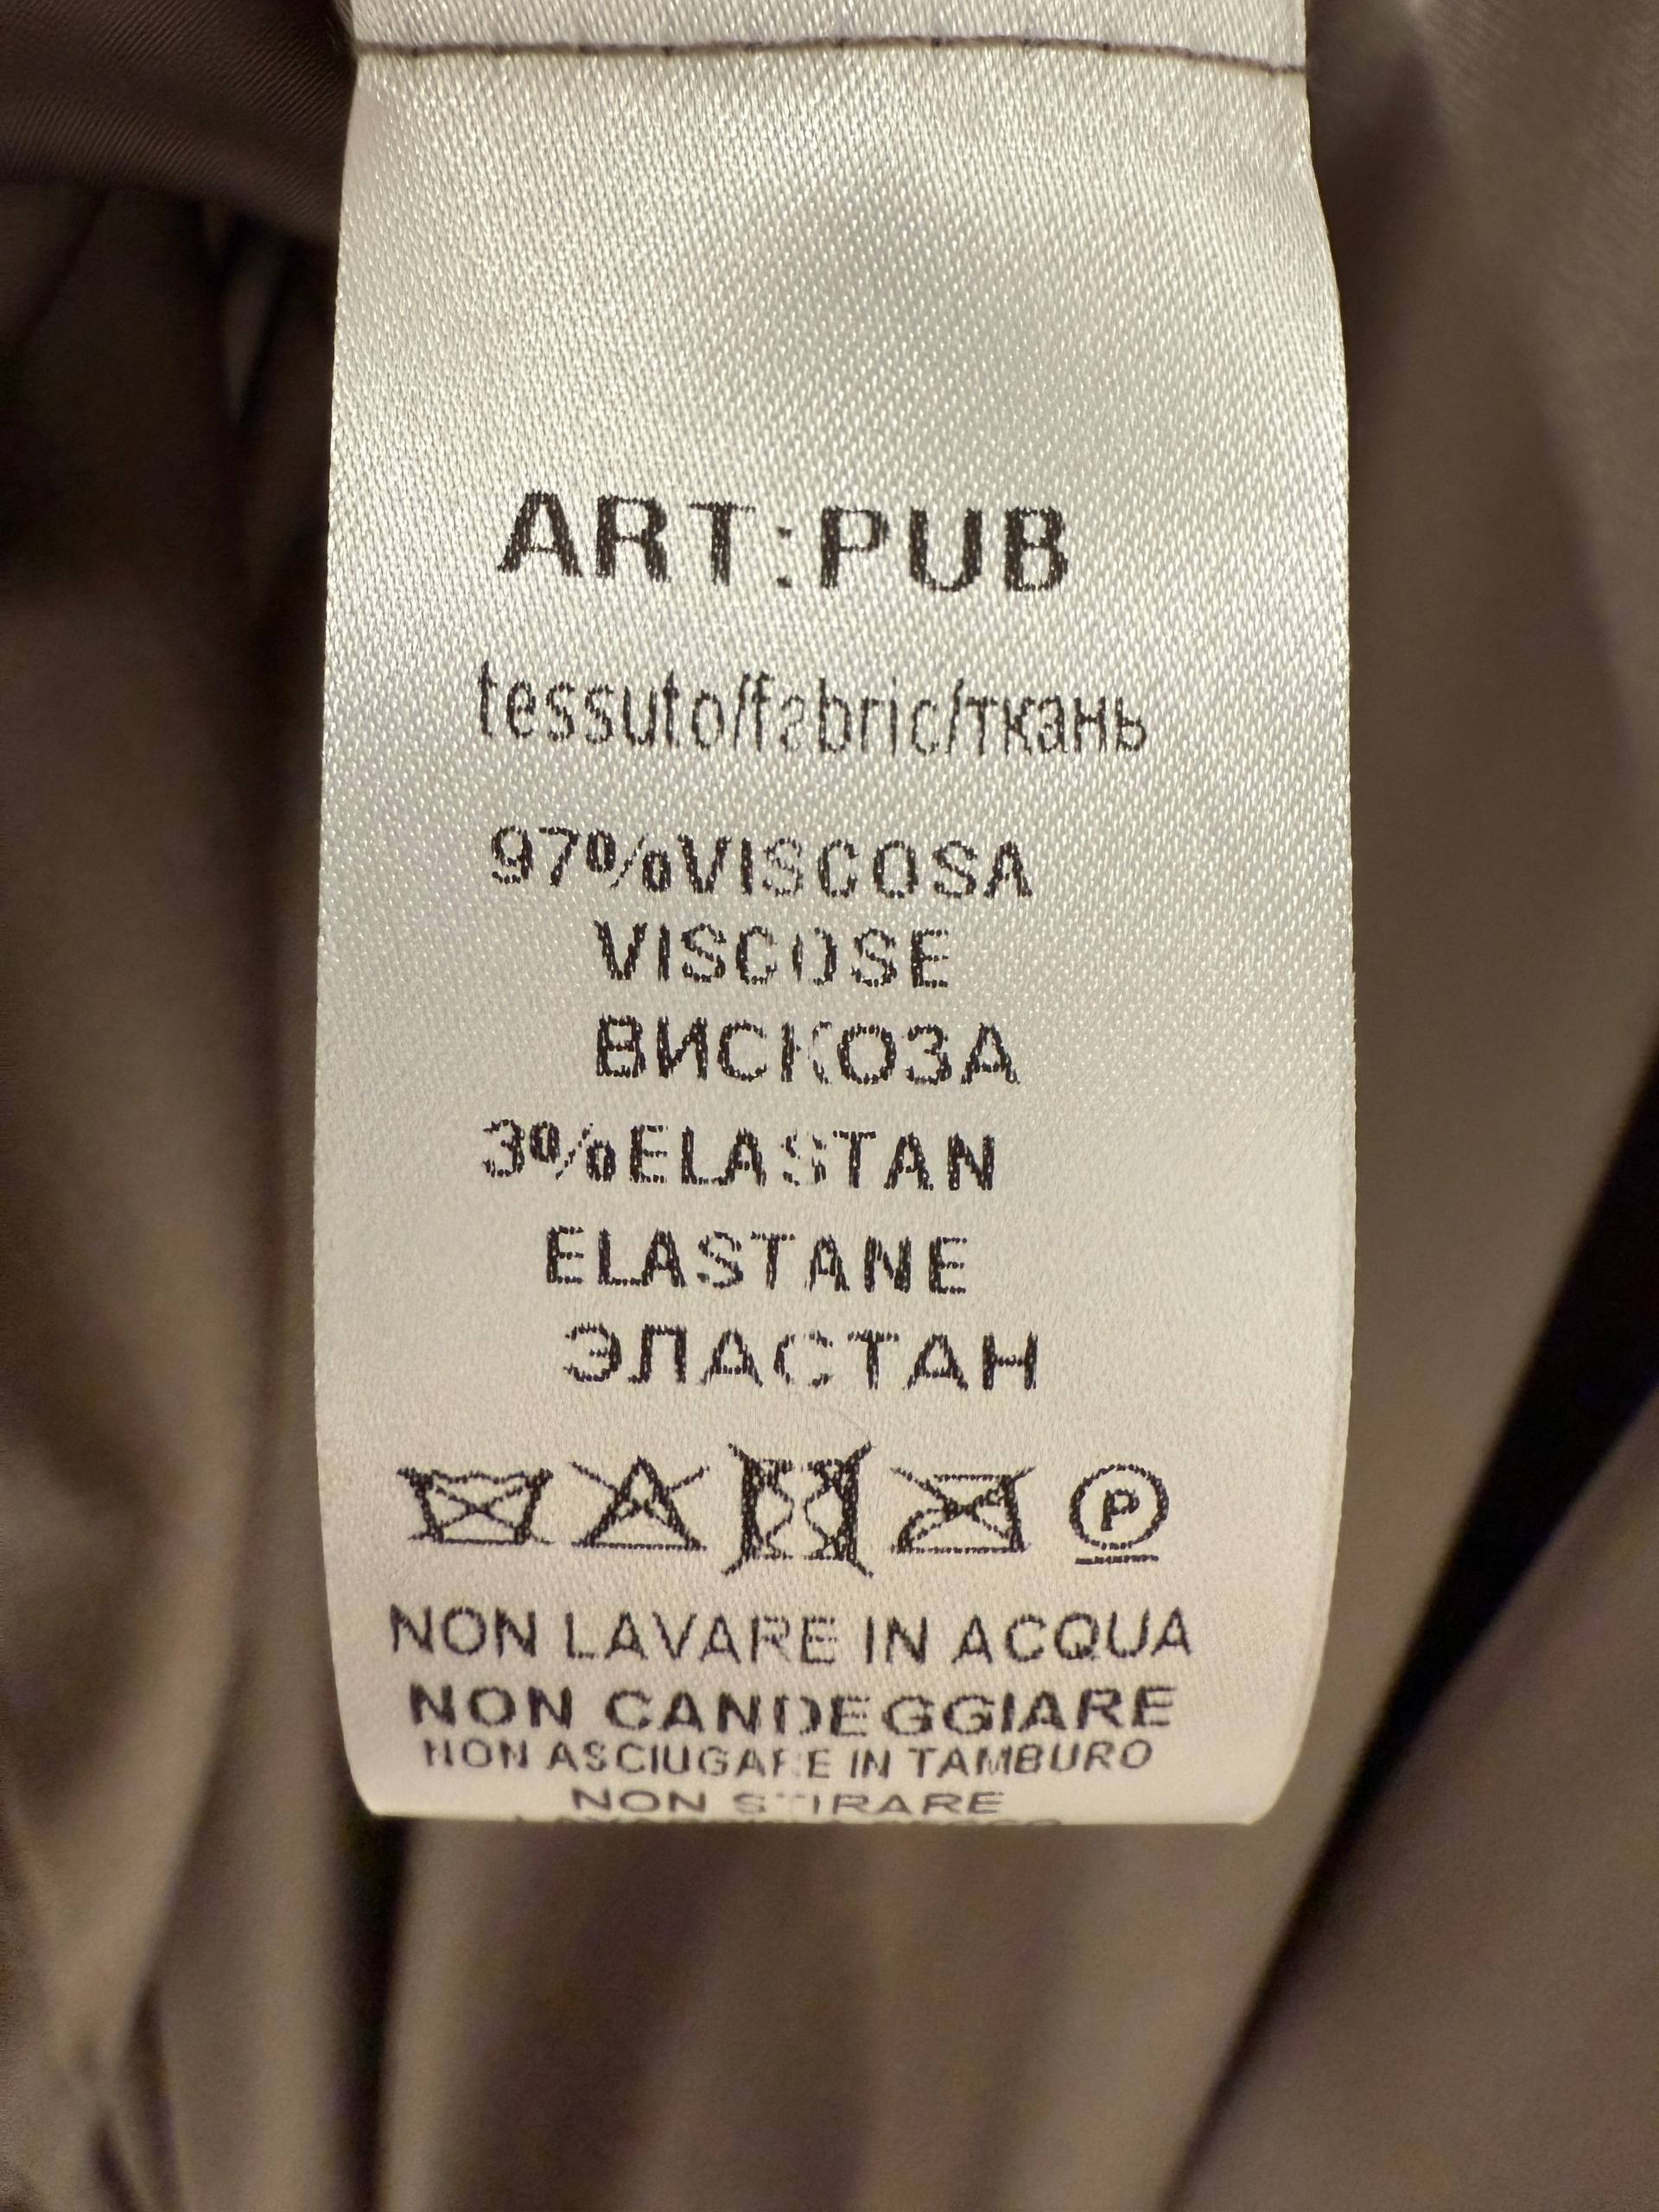 ART:PUB
tessuto/fabric/ткань
97%VISCOSA
VISCOSE
ВИСКОЗА
3%ELASTAN
ELASTANE
ЭЛАСТАН
P
NON LAVARE IN ACQUA
NON CANDEGGIARE
NON ASCIUGARE IN TAMBURO
NON STIRARE